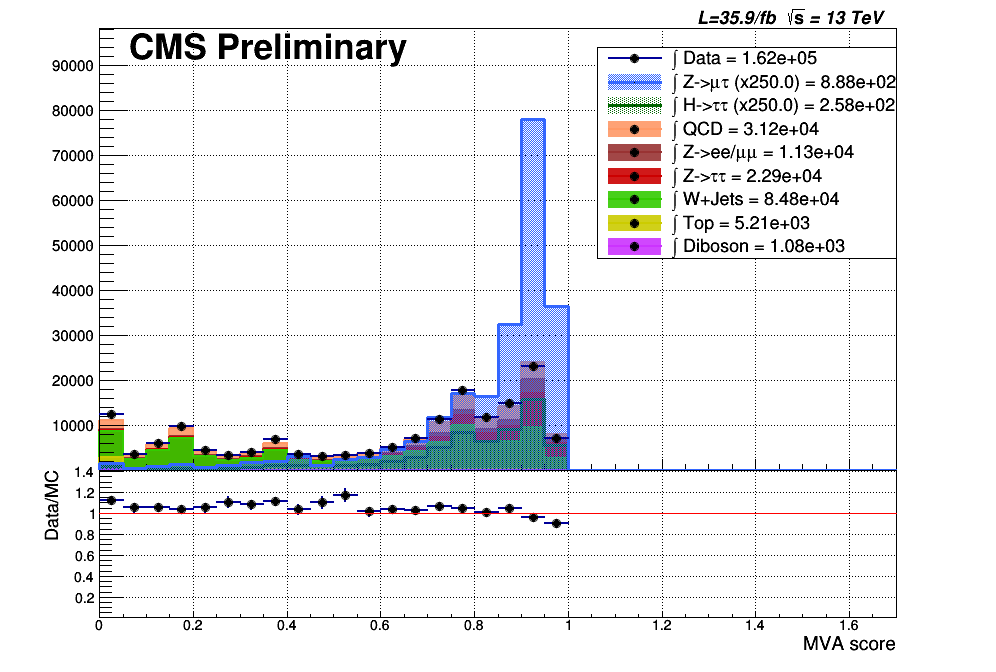 L=35.9/fb √s = 13 TeV
CMS Preliminary
∫ Data = 1.62e+05
∫ Z->μτ (x250.0) = 8.88e+02
∫ H->ττ (x250.0) = 2.58e+02
∫ QCD = 3.12e+04
∫ Z->ee/μμ = 1.13e+04
∫ Z->ττ = 2.29e+04
∫ W+Jets = 8.48e+04
∫ Top = 5.21e+03
∫ Diboson = 1.08e+03
90000
80000
70000
60000
50000
40000
30000
20000
10000
Data/MC
1.4
1.2
1
0.8
0.6
0.4
0.2
0 0.2 0.4 0.6 0.8 1 1.2 1.4 1.6
MVA score